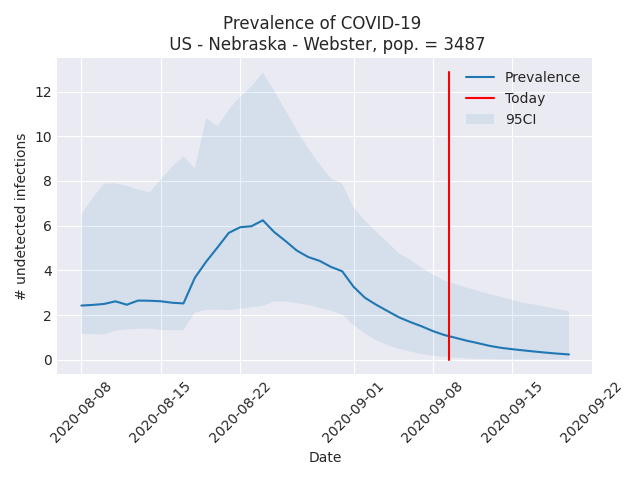 Prevalence of COVID-19
US - Nebraska - Webster, pop. = 3487
Prevalence
Today
95CI
12
10
8
6
4
2
0
# undetected infections
2020-08-08
2020-08-15
2020-08-22
2020-09-01
2020-09-08
2020-09-15
2020-09-22
Date